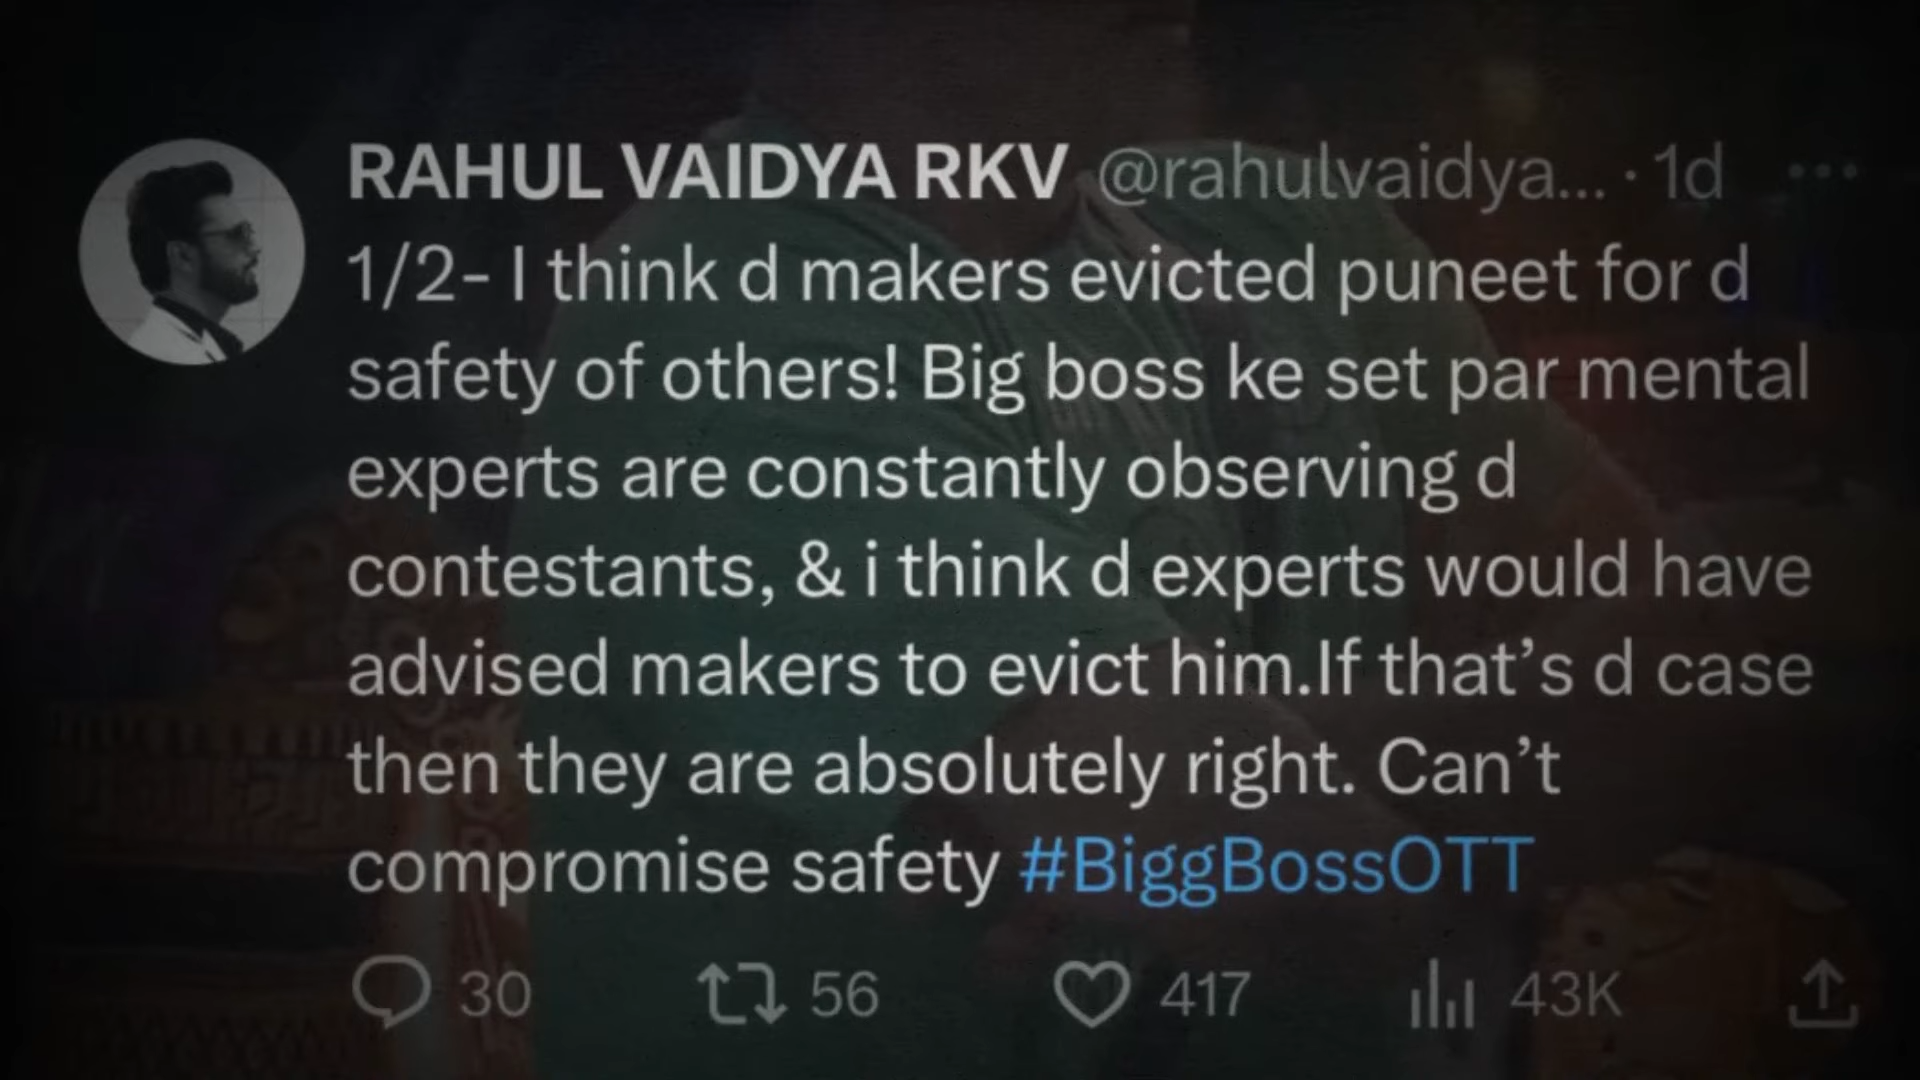 RAHUL VAIDYA RKV @rahulvaidya... · 1d ...
1/2- I think d makers evicted puneet for d
safety of others! Big boss ke set par mental
experts are constantly observing d
contestants, & i think d experts would have
advised makers to evict him.If that’s d case
then they are absolutely right. Can’t
compromise safety #BiggBossOTT
30 56 417 43K